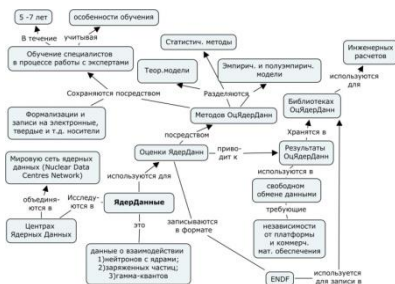 5 -7 лет
особенности обучения
В течение
учитывая
Обучение специалистов
в процессе работы с экспертами
Статистич. методы
Инженерных
расчетов
Теор.модели
Эмпирич. и полуэмпирич.
модели
используются
для
Сохраняются посредством
Разделяются
Библиотеках
ОцЯдерДанн
Формализации и
записи на электронные,
твердые и т.д. носители
Методов ОцЯдерДанн
посредством
Хранятся в
Мировую сеть ядерных
данных (Nuclear Data
Centres Network)
Оценки ЯдерДанн
приво-
дит к
Результаты
ОцЯдерДанн
используются для
используются в
объединя-
ются в
Исследу-
ются в
ЯдерДанные
свободном
обмене данными
Центрах
Ядерных Данных
записываются
в формате
требующие
это
независимости
от платформы
и коммерч.
мат. обеспечения
данные о взаимодействии
1)нейтронов с ядрами;
2)заряженных частиц;
3)гамма-квантов
ENDF
используется
для записи в